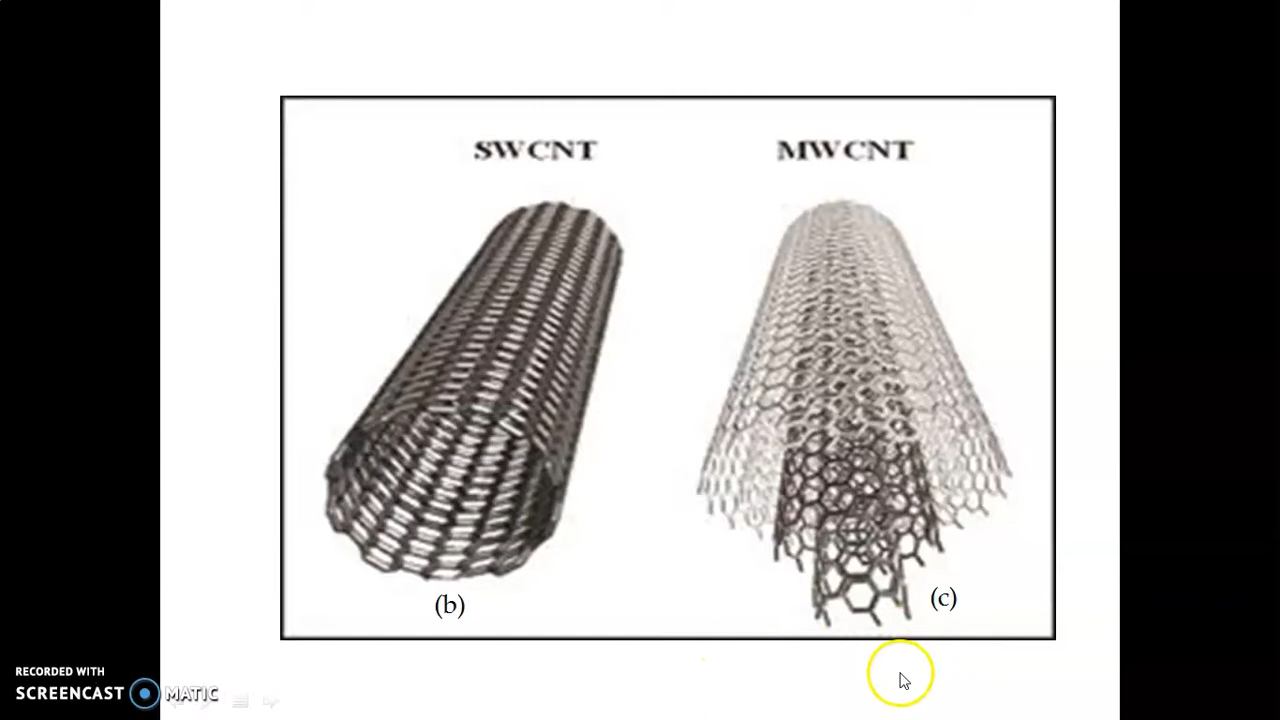 SWCNT
MWCNT
(b)
(c)
RECORDED WITH
SCREENCAST MATIC